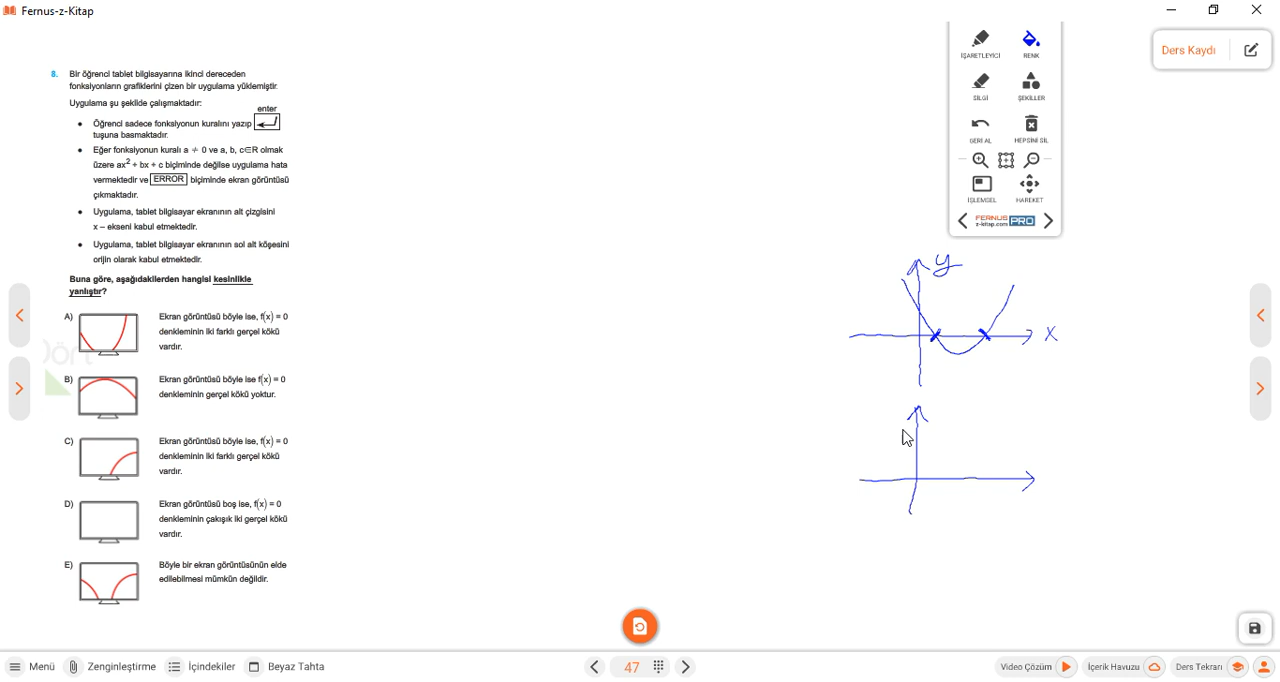 Fernus-z-Kitap
8. Bir öğrenci tablet bilgisayarına ikinci dereceden
fonksiyonların grafiklerini çizen bir uygulama yüklemiştir.
Uygulama şu şekilde çalışmaktadır:
enter
• Öğrenci sadece fonksiyonun kuralını yazıp
tuşuna basmaktadır.
• Eğer fonksiyonun kuralı a ≠ 0 ve a, b, c∈R olmak
üzere ax² + bx + c biçiminde değilse uygulama hata
vermektedir ve ERROR biçiminde ekran görüntüsü
çıkmaktadır.
• Uygulama, tablet bilgisayar ekranının alt çizgisini
x – ekseni kabul etmektedir.
• Uygulama, tablet bilgisayar ekranının sol alt köşesini
orijin olarak kabul etmektedir.
Buna göre, aşağıdakilerden hangisi kesinlikle
yanlıştır?
A) Ekran görüntüsü böyle ise, f(x) = 0
denkleminin iki farklı gerçel kökü
vardır.
B) Ekran görüntüsü böyle ise f(x) = 0
denkleminin gerçel kökü yoktur.
C) Ekran görüntüsü böyle ise, f(x) = 0
denkleminin iki farklı gerçel kökü
vardır.
D) Ekran görüntüsü boş ise, f(x) = 0
denkleminin çakışık iki gerçel kökü
vardır.
E) Böyle bir ekran görüntüsünün elde
edilebilmesi mümkün değildir.
İŞARETLEYİCİ RENK
SİLGİ ŞEKİLLER
GERİ AL HEPSİNİ SİL
İŞLEMSEL HAREKET
FERNUS
z-kitap.com PRO
Ders Kaydı
y
x
Menü Zenginleştirme İçindekiler Beyaz Tahta
47
Video Çözüm İçerik Havuzu Ders Tekrarı